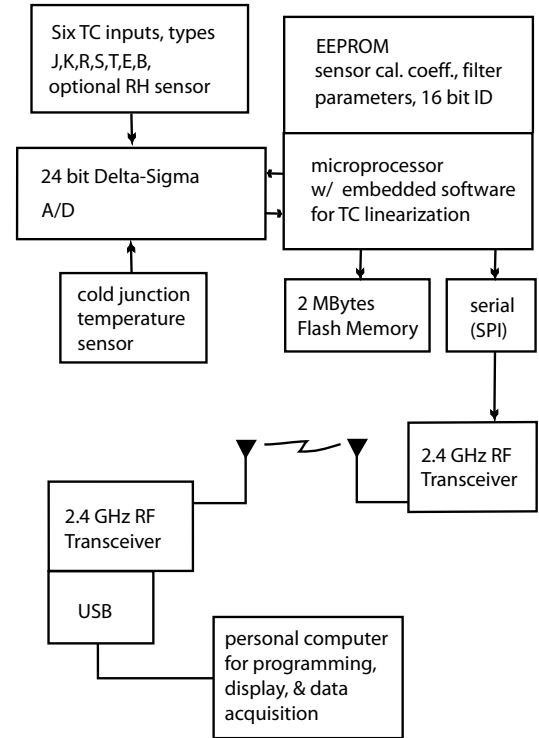 Six TC inputs, types
J,K,R,S,T,E,B,
optional RH sensor
EEPROM
sensor cal. coeff., filter
parameters, 16 bit ID
24 bit Delta-Sigma
A/D
microprocessor
w/ embedded software
for TC linearization
cold junction
temperature
sensor
2 MBytes
Flash Memory
serial
(SPI)
2.4 GHz RF
Transceiver
2.4 GHz RF
Transceiver
USB
personal computer
for programming,
display, & data
acquisition